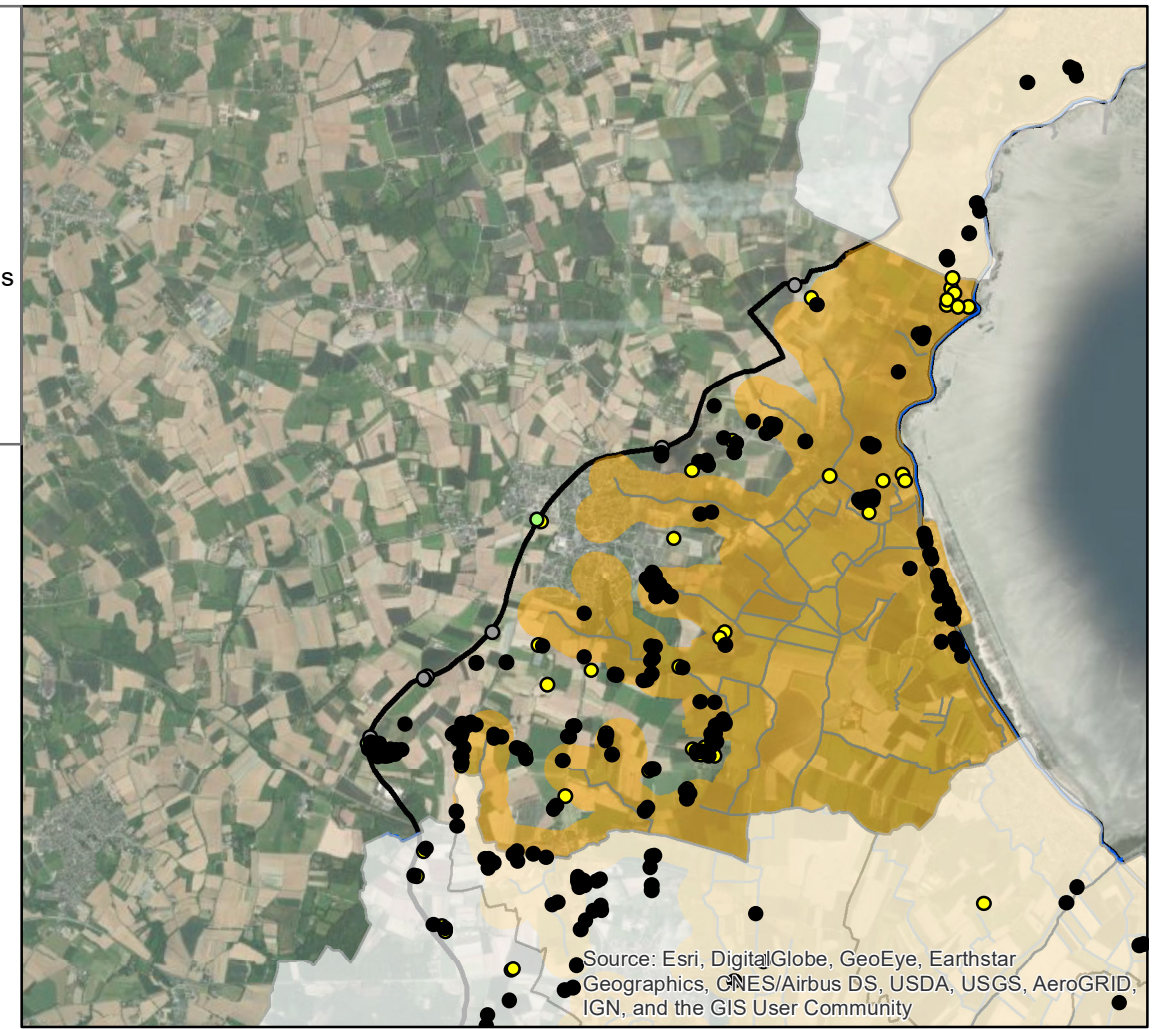 s
Source: Esri, DigitalGlobe, GeoEye, Earthstar
Geographics, CNES/Airbus DS, USDA, USGS, AeroGRID,
IGN, and the GIS User Community